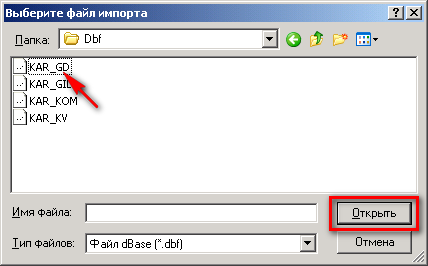 Выберите файл импорта
Папка: Dbf
KAR_GD
KAR_GIL
KAR_KOM
KAR_KV
Имя файла:
Открыть
Тип файлов: Файл dBase (*.dbf)
Отмена